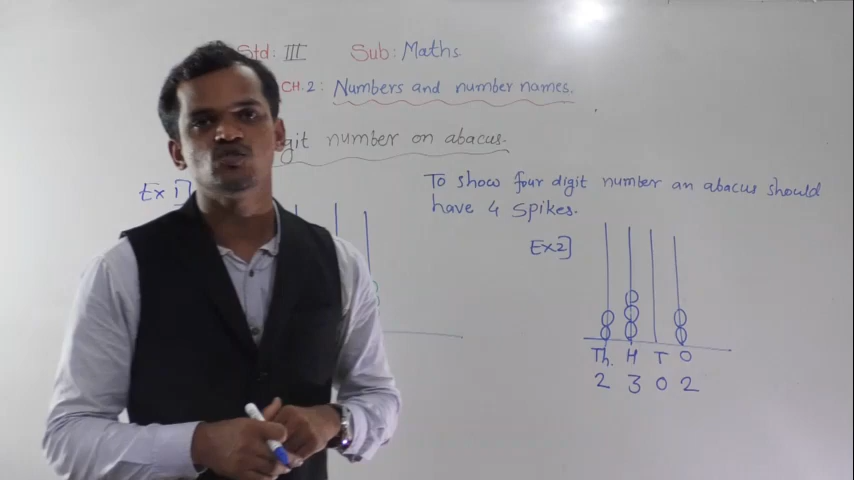 Std: III Sub: Maths
CH.2: Numbers and number names.
number on abacus.
Ex 1]
To show four digit number an abacus should
have 4 spikes.
Ex2]
Th. H T O
2 3 0 2